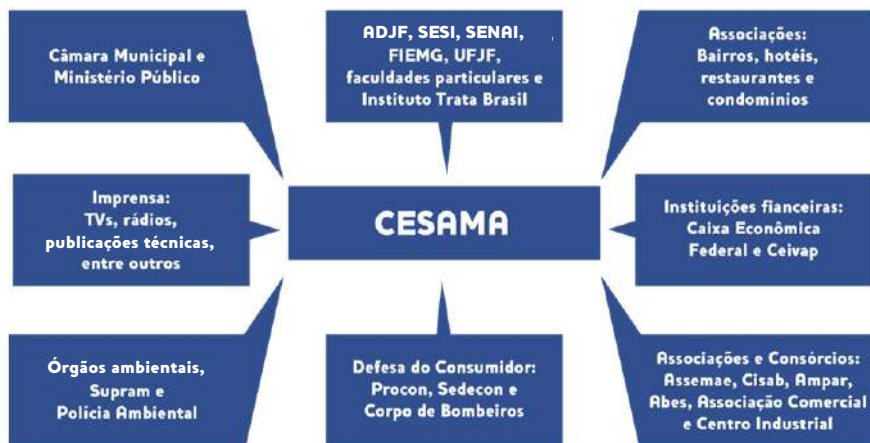 Câmara Municipal e
Ministério Público
ADJF, SESI, SENAI,
FIEMG, UFJF,
faculdades particulares e
Instituto Trata Brasil
Associações:
Bairros, hotéis,
restaurantes e
condomínios
Imprensa:
TVs, rádios,
publicações técnicas,
entre outros
CESAMA
Instituições fianceiras:
Caixa Econômica
Federal e Ceivap
Órgãos ambientais,
Supram e
Polícia Ambiental
Defesa do Consumidor:
Procon, Sedecon e
Corpo de Bombeiros
Associações e Consórcios:
Assemae, Cisab, Ampar,
Abes, Associação Comercial
e Centro Industrial